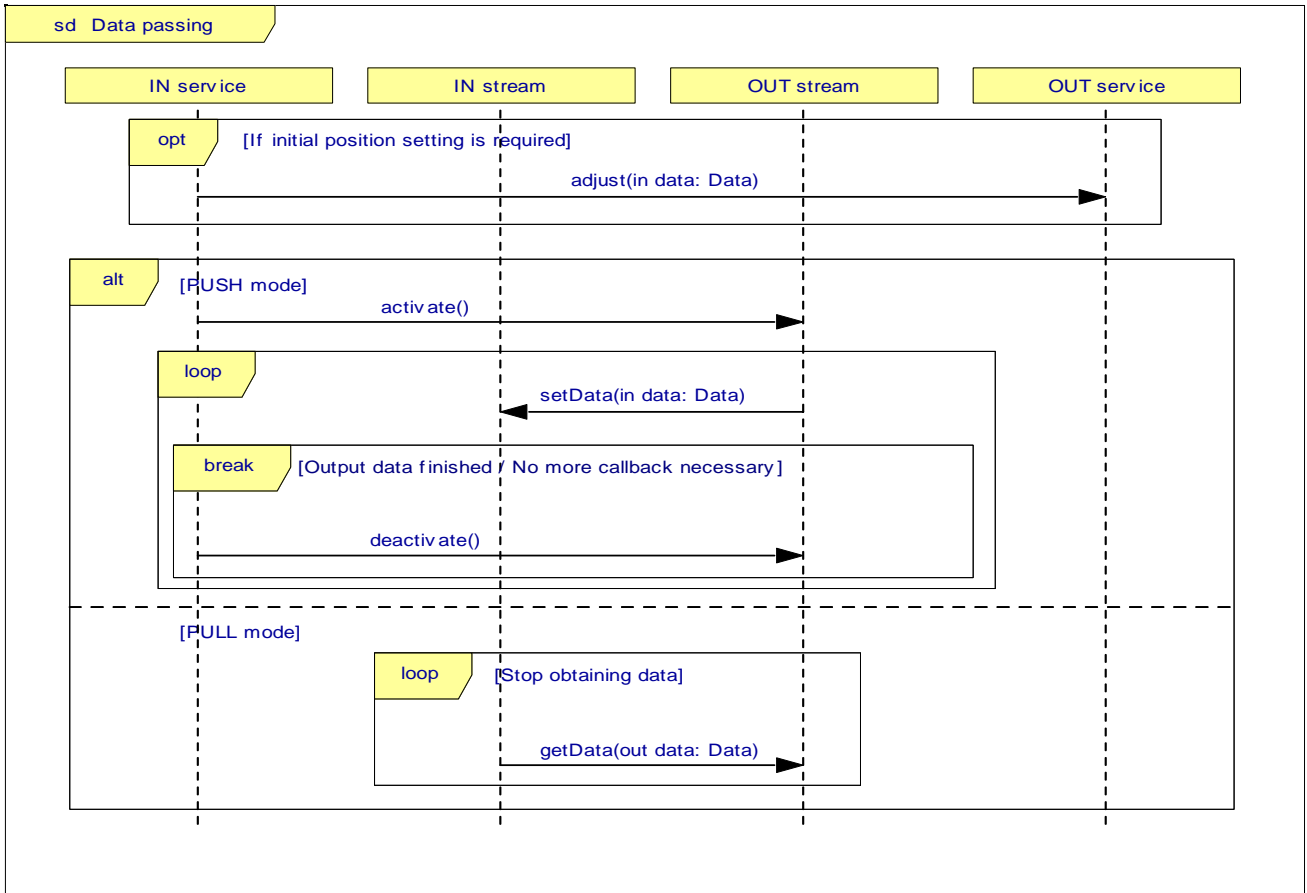 sd Data passing
IN service
IN stream
OUT stream
OUT service
opt
[If initial position setting is required]
adjust(in data: Data)
alt
[PUSH mode]
activate()
loop
setData(in data: Data)
break
[Output data finished / No more callback necessary]
deactivate()
[PULL mode]
loop
[Stop obtaining data]
getData(out data: Data)